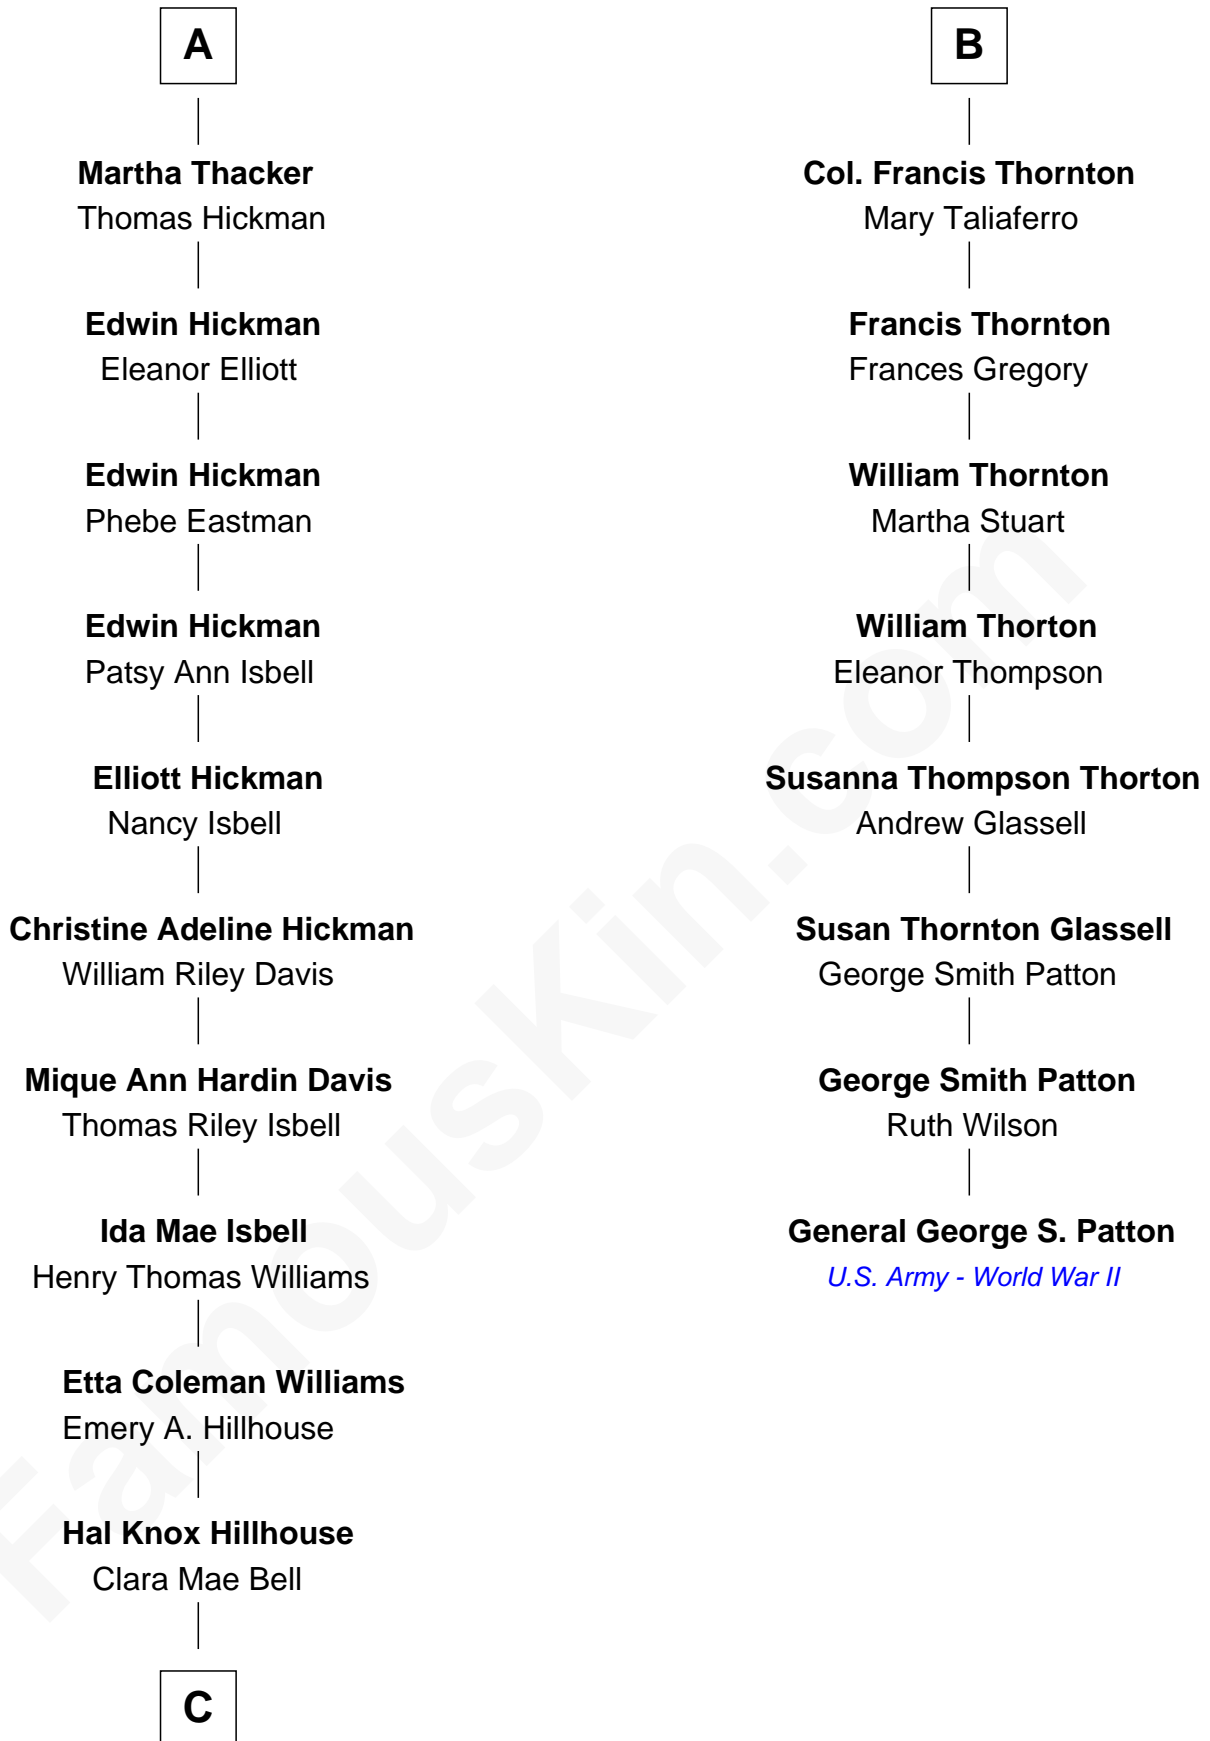 A
Martha Thacker
Thomas Hickman
Edwin Hickman
Eleanor Elliott
Edwin Hickman
Phebe Eastman
Edwin Hickman
Patsy Ann Isbell
Elliott Hickman
Nancy Isbell
Christine Adeline Hickman
William Riley Davis
Mique Ann Hardin Davis
Thomas Riley Isbell
Ida Mae Isbell
Henry Thomas Williams
Etta Coleman Williams
Emery A. Hillhouse
Hal Knox Hillhouse
Clara Mae Bell
C
B
Col. Francis Thornton
Mary Taliaferro
Francis Thornton
Frances Gregory
William Thornton
Martha Stuart
William Thorton
Eleanor Thompson
Susanna Thompson Thorton
Andrew Glassell
Susan Thornton Glassell
George Smith Patton
George Smith Patton
Ruth Wilson
General George S. Patton
U.S. Army - World War II
FamousKin.com